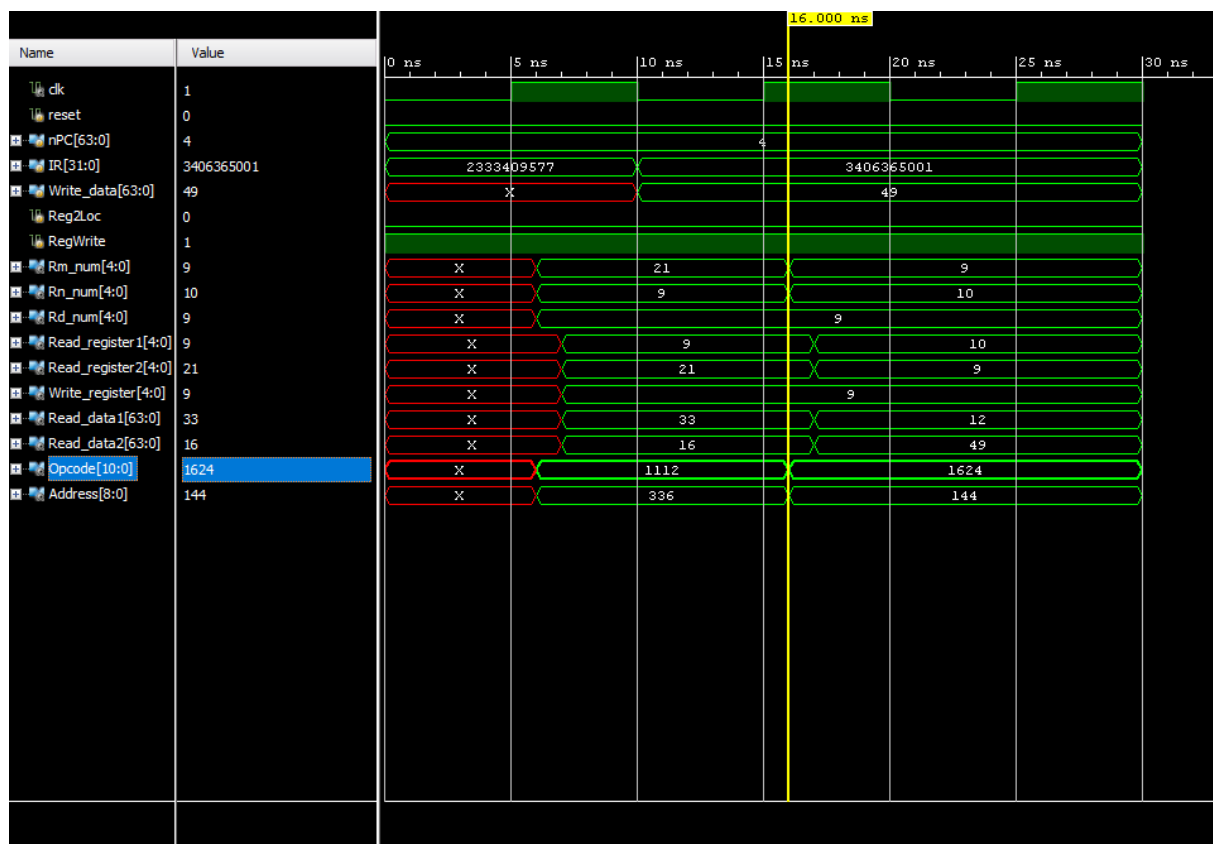 16.000 ns
Name Value
0 ns 5 ns 10 ns 15 ns 20 ns 25 ns 30 ns
clk 1
reset 0
nPC[63:0] 4 4
IR[31:0] 3406365001 2333409577 3406365001
Write_data[63:0] 49 X 49
Reg2Loc 0
RegWrite 1
Rm_num[4:0] 9 X 21 9
Rn_num[4:0] 10 X 9 10
Rd_num[4:0] 9 X 9
Read_register1[4:0] 9 X 9 10
Read_register2[4:0] 21 X 21 9
Write_register[4:0] 9 X 9
Read_data1[63:0] 33 X 33 12
Read_data2[63:0] 16 X 16 49
Opcode[10:0] 1624 X 1112 1624
Address[8:0] 144 X 336 144